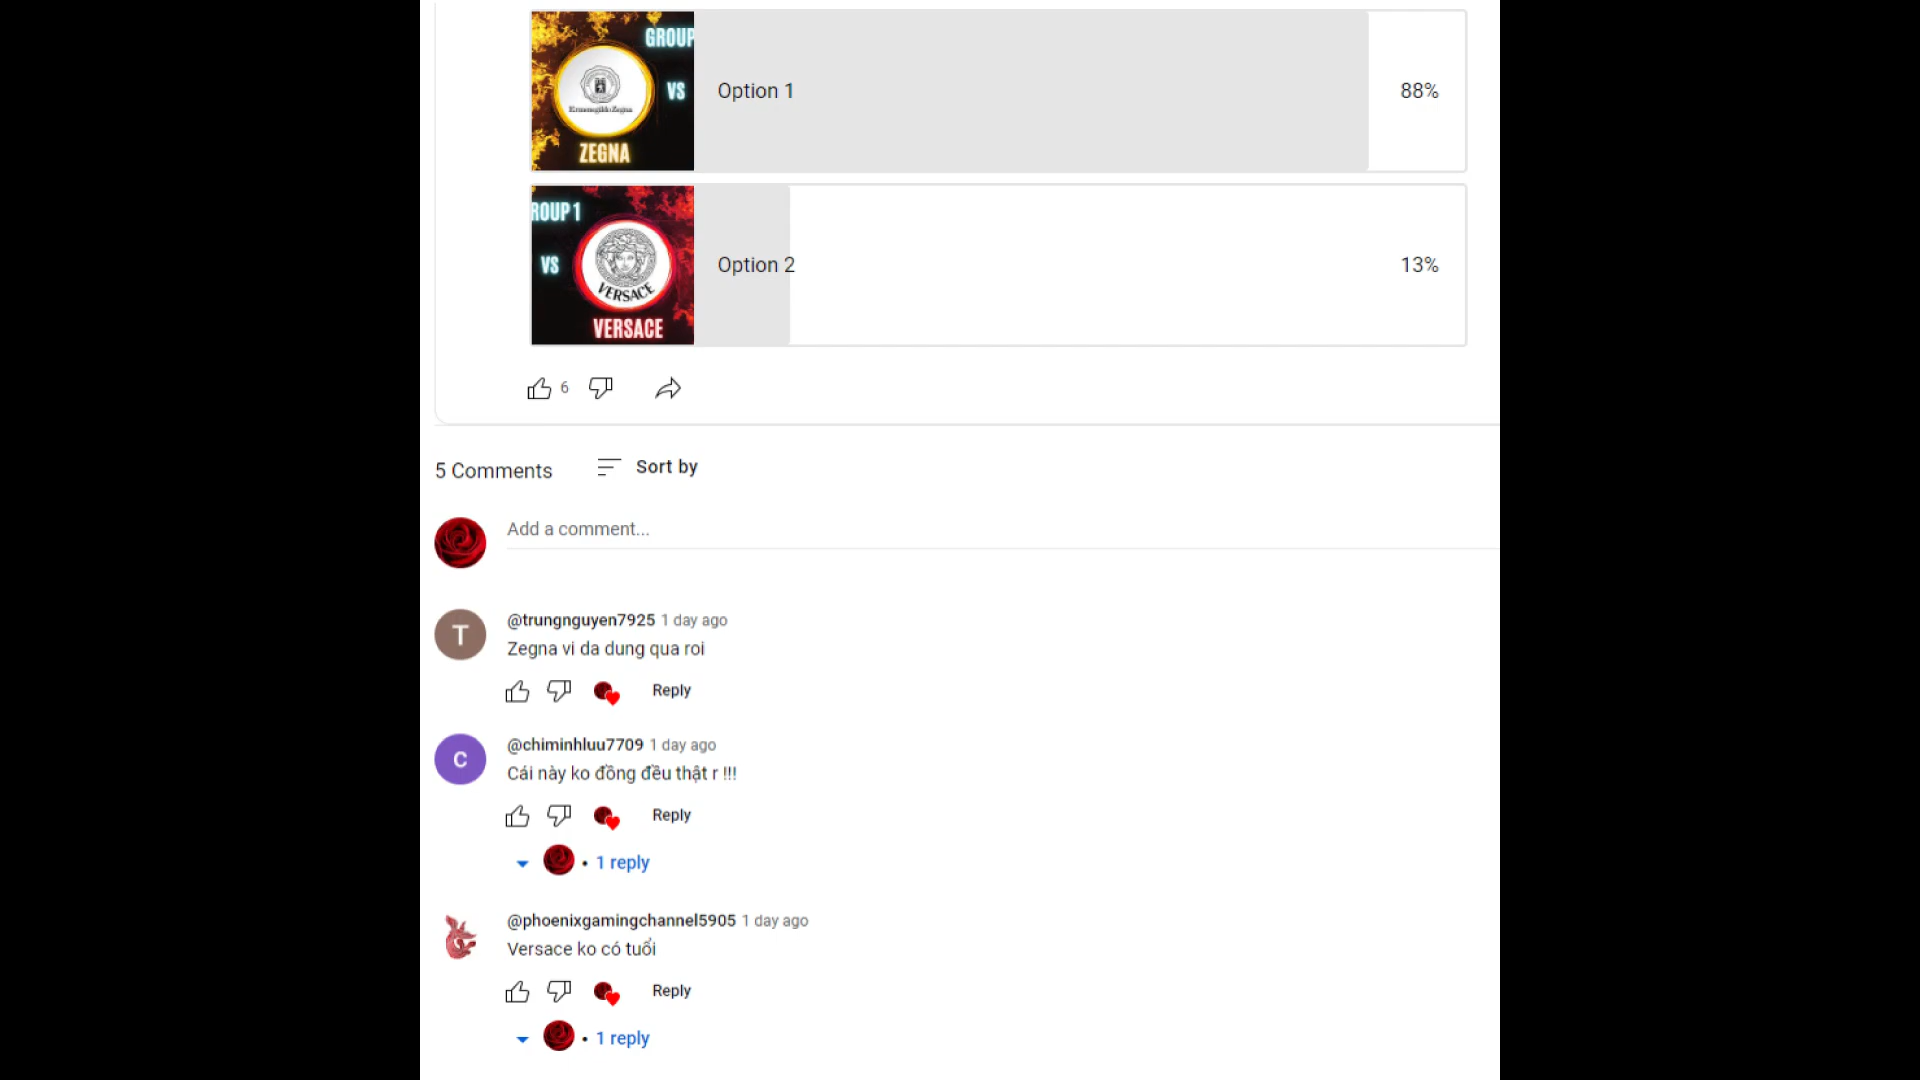 GROUP
VS
Ermenegildo Zegna
ZEGNA
Option 1
88%
ROUP 1
VS
VERSACE
VERSACE
Option 2
13%
6
5 Comments
Sort by
Add a comment...
T
@trungnguyen7925 1 day ago
Zegna vi da dung qua roi
Reply
C
@chiminhluu7709 1 day ago
Cái này ko đồng đều thật r !!!
Reply
• 1 reply
@phoenixgamingchannel5905 1 day ago
Versace ko có tuổi
Reply
• 1 reply